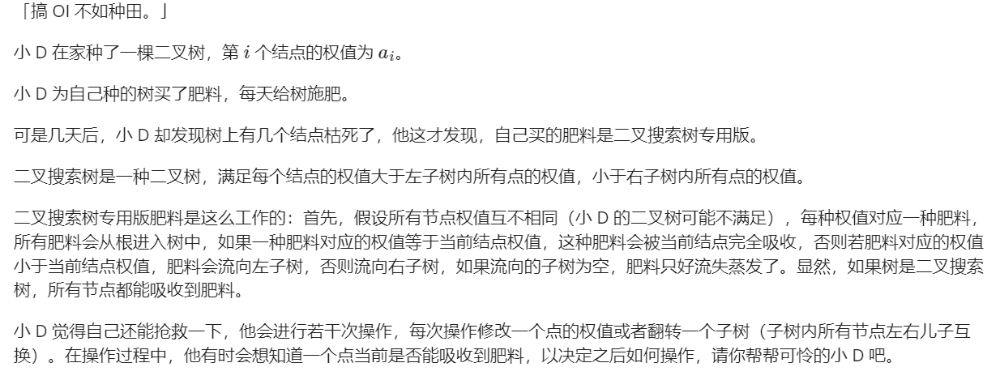 「搞 OI 不如种田。」
小 D 在家种了一棵二叉树，第 i 个结点的权值为 a_i。
小 D 为自己种的树买了肥料，每天给树施肥。
可是几天后，小 D 却发现树上有几个结点枯死了，他这才发现，自己买的肥料是二叉搜索树专用版。
二叉搜索树是一种二叉树，满足每个结点的权值大于左子树内所有点的权值，小于右子树内所有点的权值。
二叉搜索树专用版肥料是这么工作的：首先，假设所有节点权值互不相同（小 D 的二叉树可能不满足），每种权值对应一种肥料，
所有肥料会从根进入树中，如果一种肥料对应的权值等于当前结点权值，这种肥料会被当前结点完全吸收，否则若肥料对应的权值
小于当前结点权值，肥料会流向左子树，否则流向右子树，如果流向的子树为空，肥料只好流失蒸发了。显然，如果树是二叉搜索
树，所有节点都能吸收到肥料。
小 D 觉得自己还能抢救一下，他会进行若干次操作，每次操作修改一个点的权值或者翻转一个子树（子树内所有节点左右儿子互
换）。在操作过程中，他有时会想知道一个点当前是否能吸收到肥料，以决定之后如何操作，请你帮帮可怜的小 D 吧。